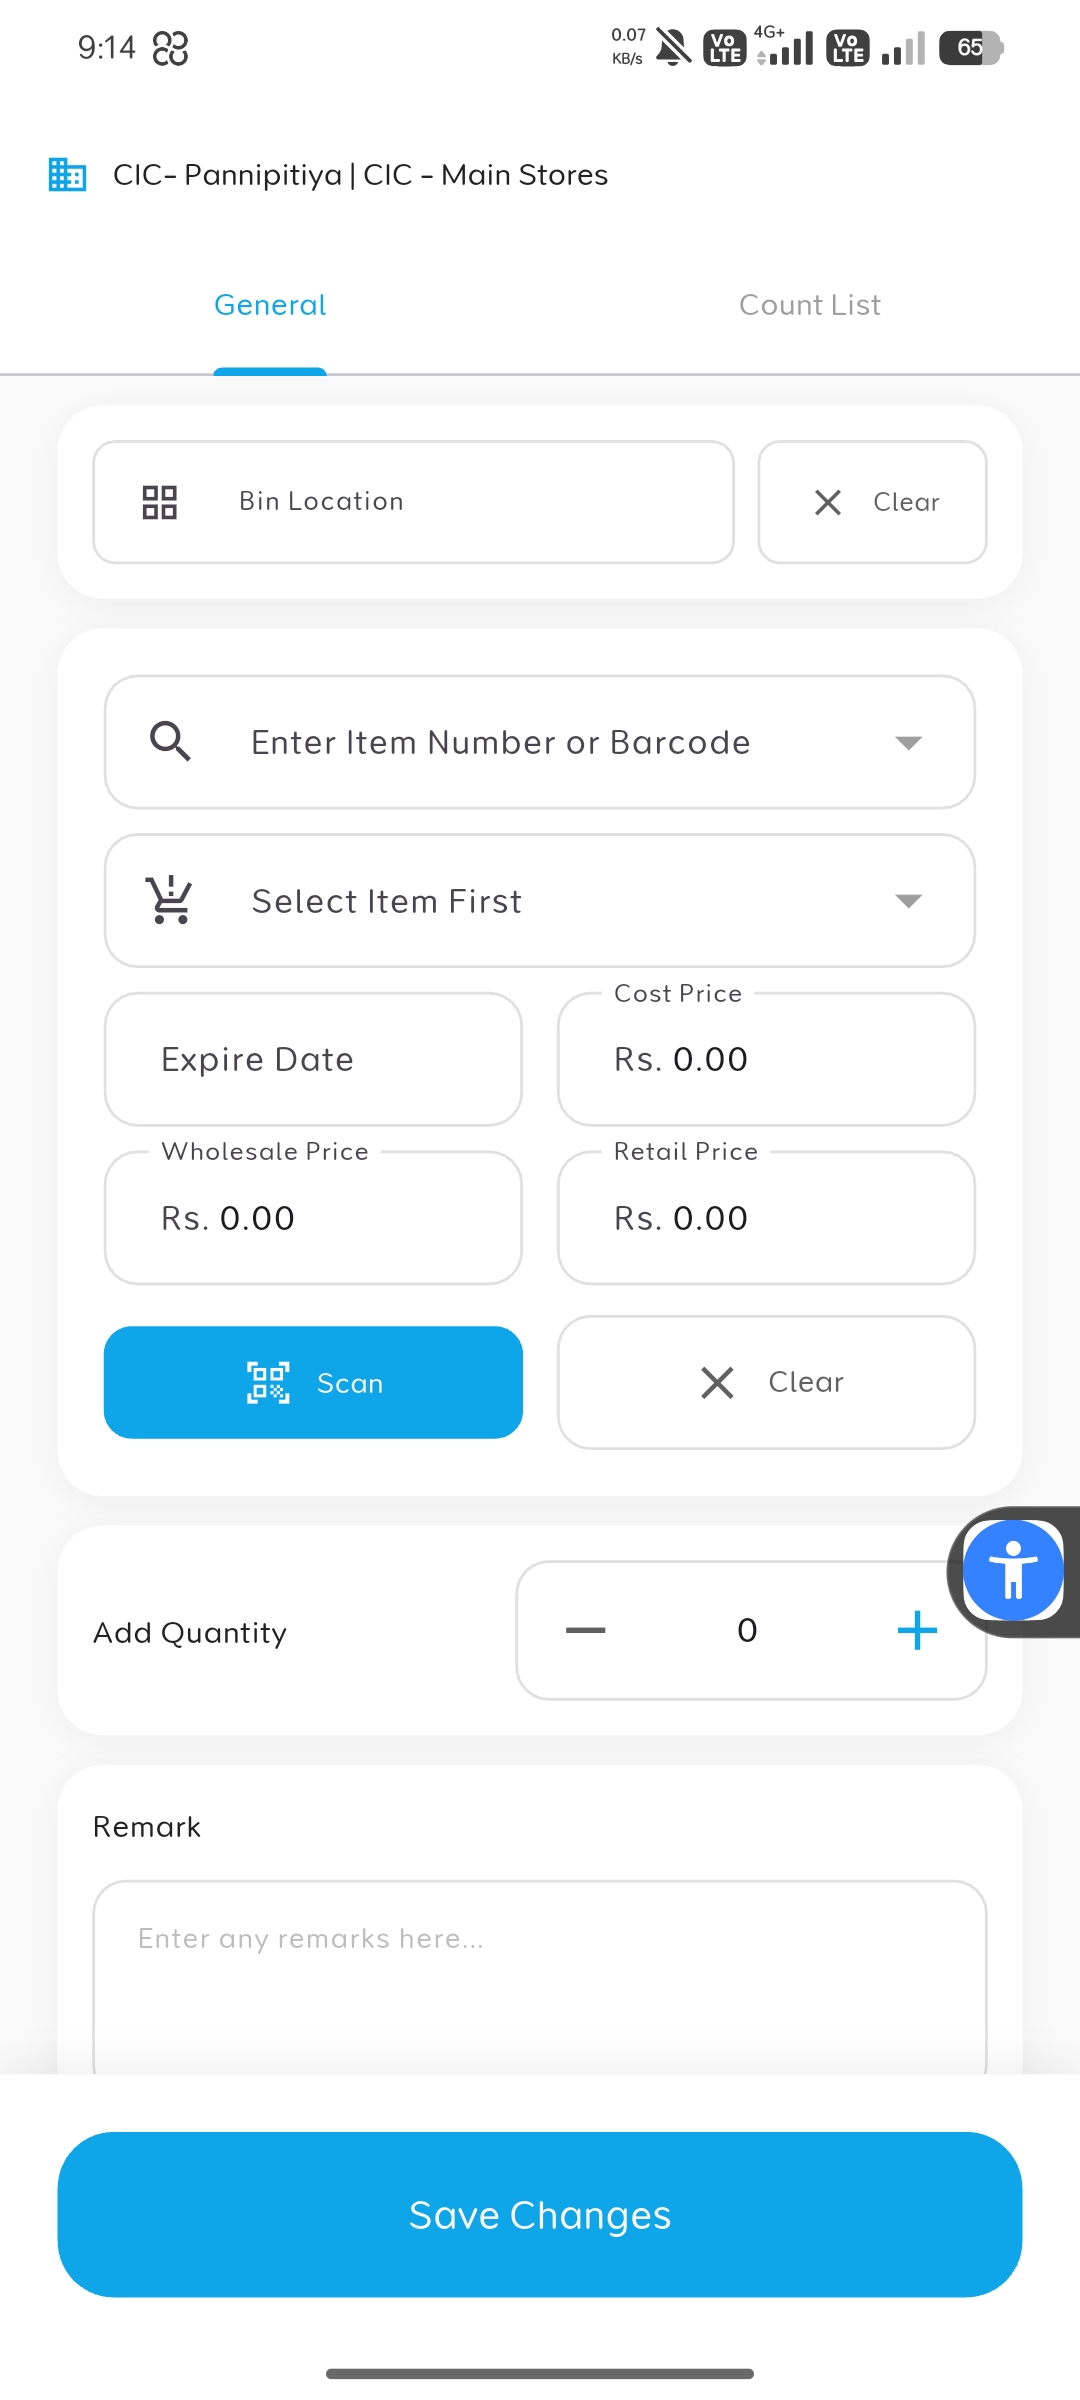 9:14
0.07
KB/s
Vo
LTE
4G+
Vo
LTE
65
CIC- Pannipitiya | CIC - Main Stores
General
Count List
Bin Location
Clear
Enter Item Number or Barcode
Select Item First
Expire Date
Cost Price
Rs. 0.00
Wholesale Price
Rs. 0.00
Retail Price
Rs. 0.00
Scan
Clear
Add Quantity
0
Remark
Enter any remarks here...
Save Changes